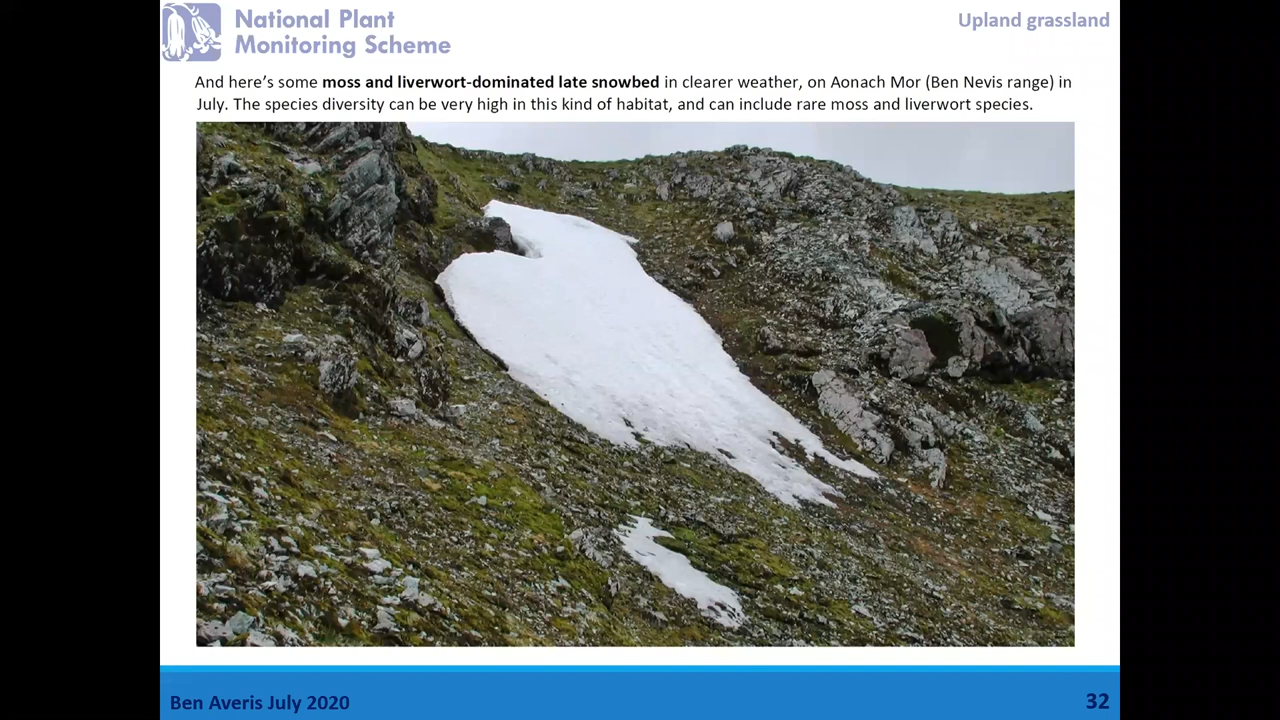 National Plant
Monitoring Scheme
Upland grassland
And here's some moss and liverwort-dominated late snowbed in clearer weather, on Aonach Mor (Ben Nevis range) in
July. The species diversity can be very high in this kind of habitat, and can include rare moss and liverwort species.
Ben Averis July 2020
32